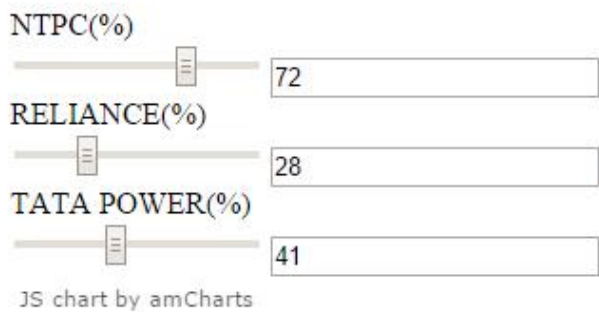 NTPC(%)
72
RELIANCE(%)
28
TATA POWER(%)
41
JS chart by amCharts